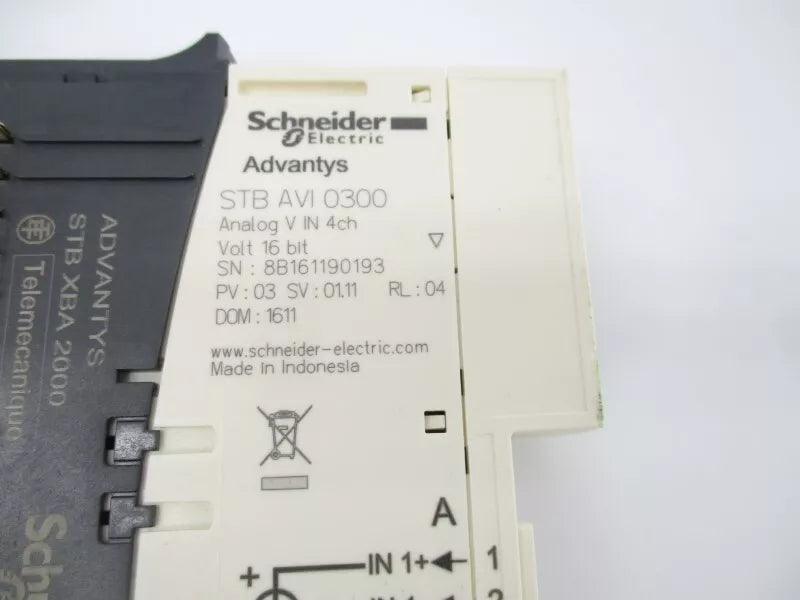 Schneider
Electric
Advantys
STB AVI 0300
Analog V IN 4ch
Volt 16 bit
SN : 8B161190193
PV : 03 SV : 01.11 RL : 04
DOM : 1611
www.schneider-electric.com
Made in Indonesia
A
IN 1+ 1
2
+
ADVANTYS
STB XBA 2000
Telemecanique